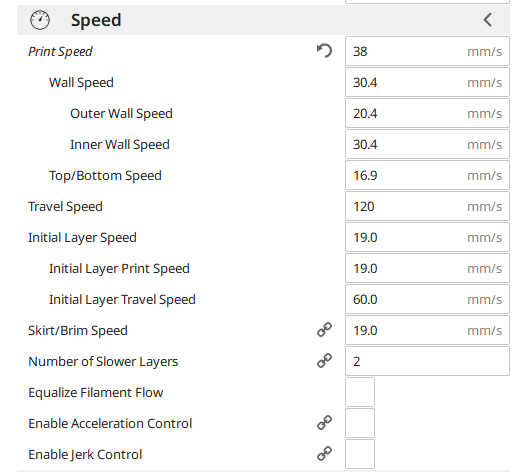 Speed
Print Speed 38 mm/s
Wall Speed 30.4 mm/s
Outer Wall Speed 20.4 mm/s
Inner Wall Speed 30.4 mm/s
Top/Bottom Speed 16.9 mm/s
Travel Speed 120 mm/s
Initial Layer Speed 19.0 mm/s
Initial Layer Print Speed 19.0 mm/s
Initial Layer Travel Speed 60.0 mm/s
Skirt/Brim Speed 19.0 mm/s
Number of Slower Layers 2
Equalize Filament Flow
Enable Acceleration Control
Enable Jerk Control